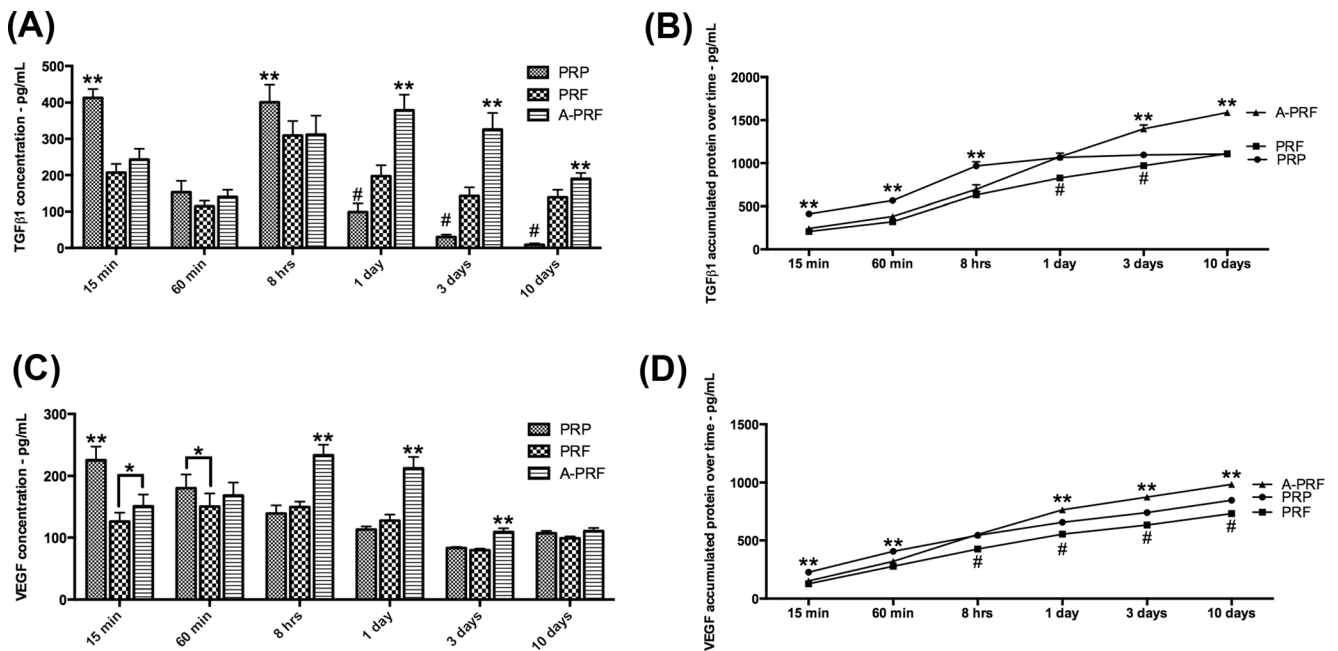 (A)
TGFβ1 concentration - pg/mL
500
400
300
200
100
0
**
**
#
**
#
**
#
**
PRP
PRF
A-PRF
15 min
60 min
8 hrs
1 day
3 days
10 days
(B)
TGFβ1 accumulated protein over time - pg/mL
2000
1500
1000
500
0
**
**
**
#
**
#
**
A-PRF
PRF
PRP
15 min
60 min
8 hrs
1 day
3 days
10 days
(C)
VEGF concentration - pg/mL
300
200
100
0
**
*
*
**
**
**
PRP
PRF
A-PRF
15 min
60 min
8 hrs
1 day
3 days
10 days
(D)
VEGF accumulated protein over time - pg/mL
1500
1000
500
0
**
**
#
**
#
**
#
**
#
A-PRF
PRP
PRF
15 min
60 min
8 hrs
1 day
3 days
10 days